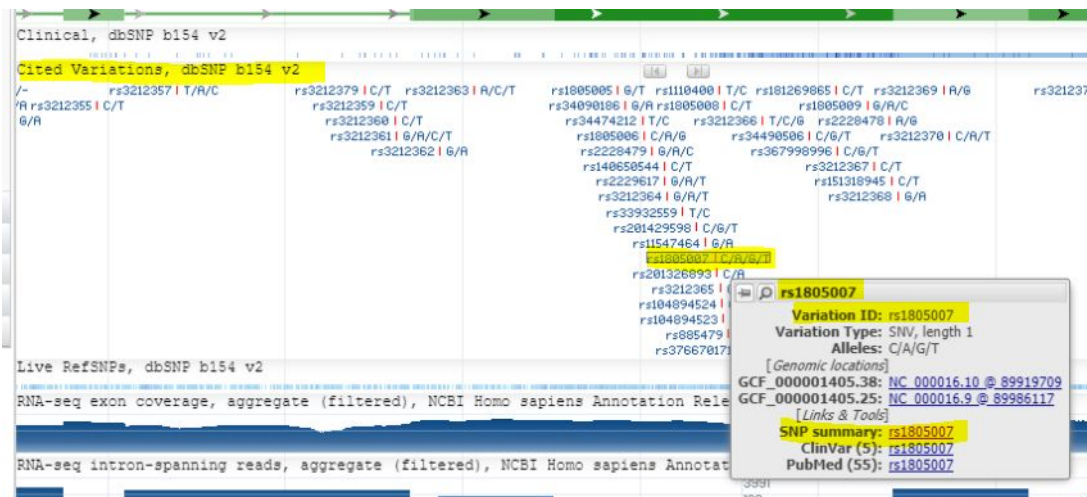 Clinical, dbSNP b154 v2
Cited Variations, dbSNP b154 v2
/- rs3212357 | T/A/C rs3212379 | C/T rs3212363 | A/C/T rs1805005 | G/T rs1110400 | T/C rs181269865 | C/T rs3212369 | A/G rs32123
/A rs3212355 | C/T rs3212359 | C/T rs34090186 | G/A rs1805008 | C/T rs1805009 | G/A/C
G/A rs3212360 | C/T rs34474212 | T/C rs3212366 | T/C/G rs2228478 | A/G
rs3212361 | G/A/C/T rs1805006 | C/A/G rs34490506 | C/G/T rs3212370 | C/A/T
rs3212362 | G/A rs2228479 | G/A/C rs367998996 | C/G/T
rs140650544 | C/T rs3212367 | C/T
rs2229617 | G/A/T rs151318945 | C/T
rs3212364 | G/A/T rs3212368 | G/A
rs33932559 | T/C
rs201429598 | C/G/T
rs11547464 | G/A
rs1805007 | C/A/G/T
rs201326893 | C/A
rs3212365 |
rs104894524 |
rs104894523 |
rs885479 |
rs37667017
rs1805007
Variation ID: rs1805007
Variation Type: SNV, length 1
Alleles: C/A/G/T
[Genomic locations]
GCF_000001405.38: NC_000016.10 @ 89919709
GCF_000001405.25: NC_000016.9 @ 89986117
[Links & Tools]
SNP summary: rs1805007
ClinVar (5): rs1805007
PubMed (55): rs1805007
Live RefSNPs, dbSNP b154 v2
RNA-seq exon coverage, aggregate (filtered), NCBI Homo sapiens Annotation Rele
RNA-seq intron-spanning reads, aggregate (filtered), NCBI Homo sapiens Annotat